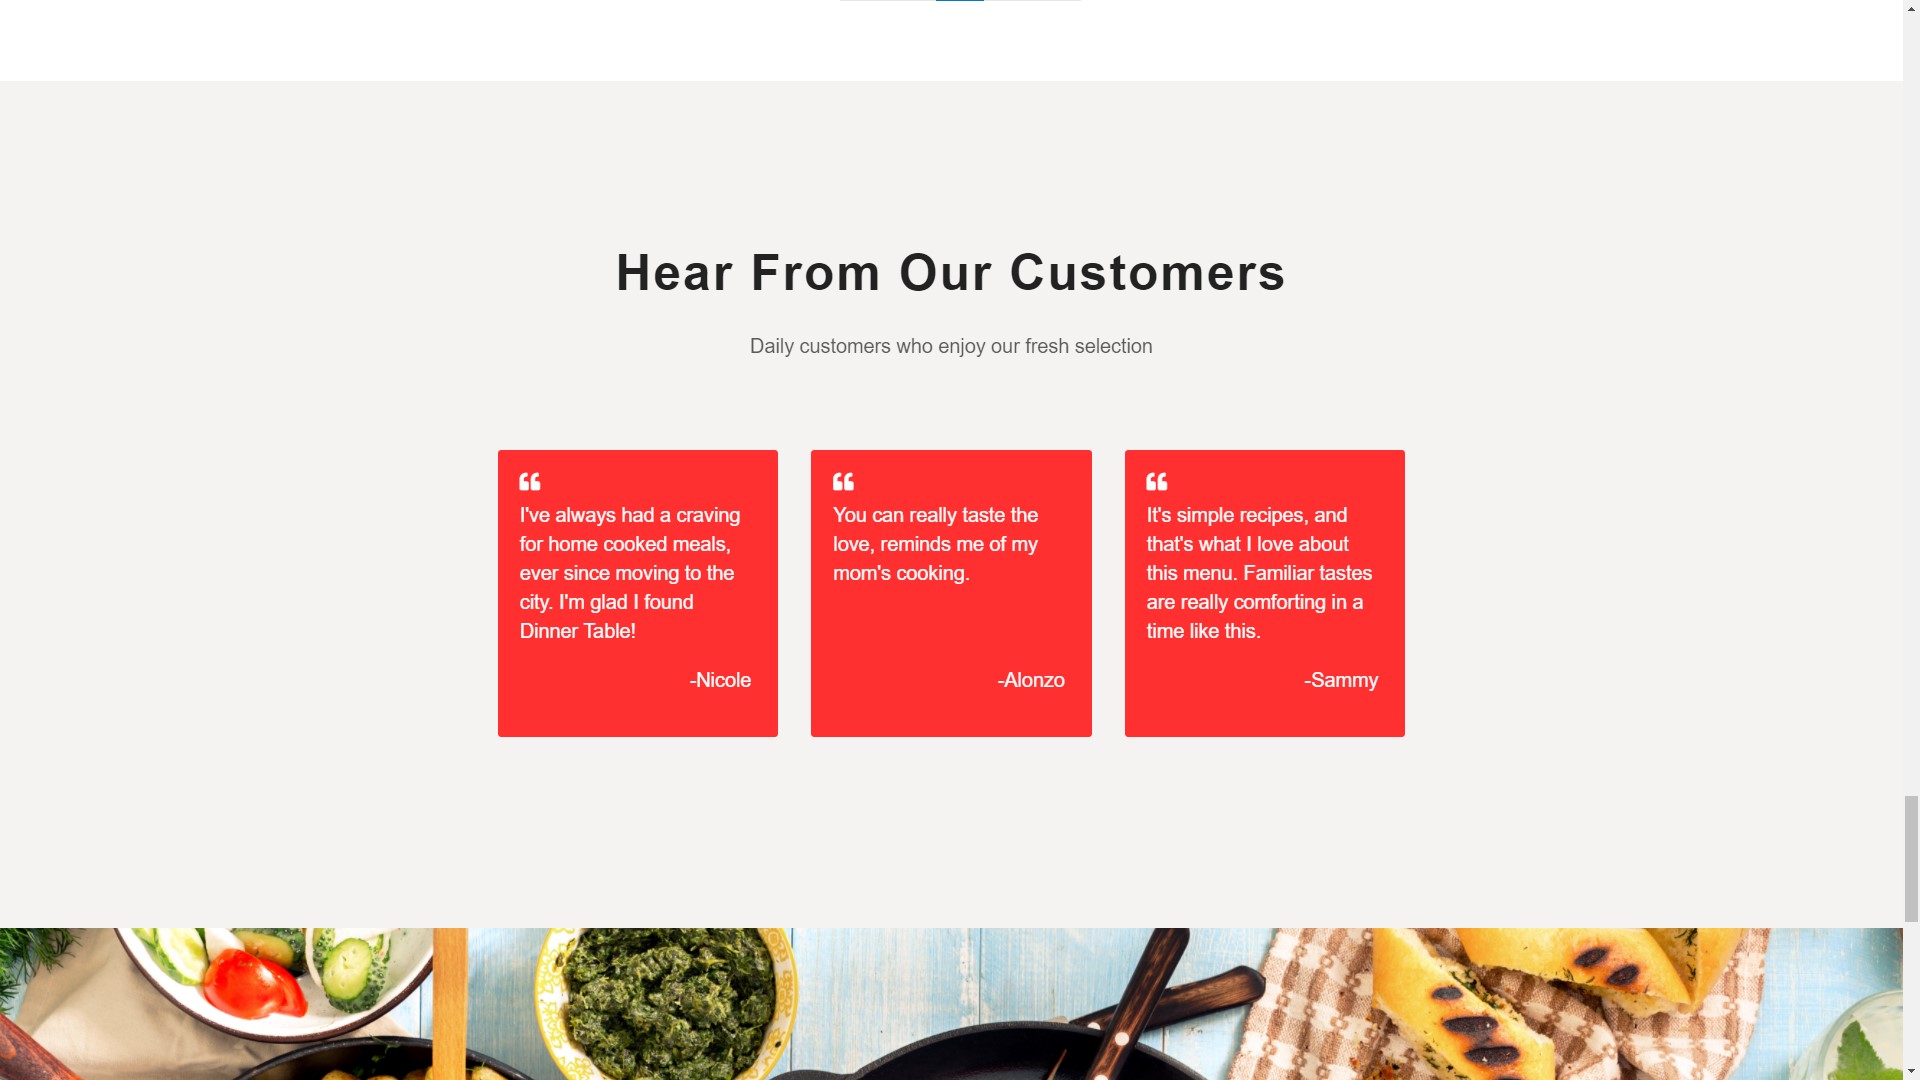 Hear From Our Customers
Daily customers who enjoy our fresh selection
I've always had a craving
for home cooked meals,
ever since moving to the
city. I'm glad I found
Dinner Table!
-Nicole
You can really taste the
love, reminds me of my
mom's cooking.
-Alonzo
It's simple recipes, and
that's what I love about
this menu. Familiar tastes
are really comforting in a
time like this.
-Sammy